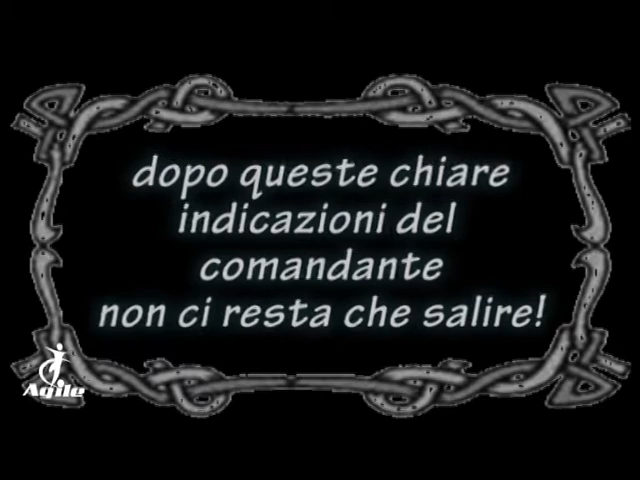 dopo queste chiare
indicazioni del
comandante
non ci resta che salire!
Agile